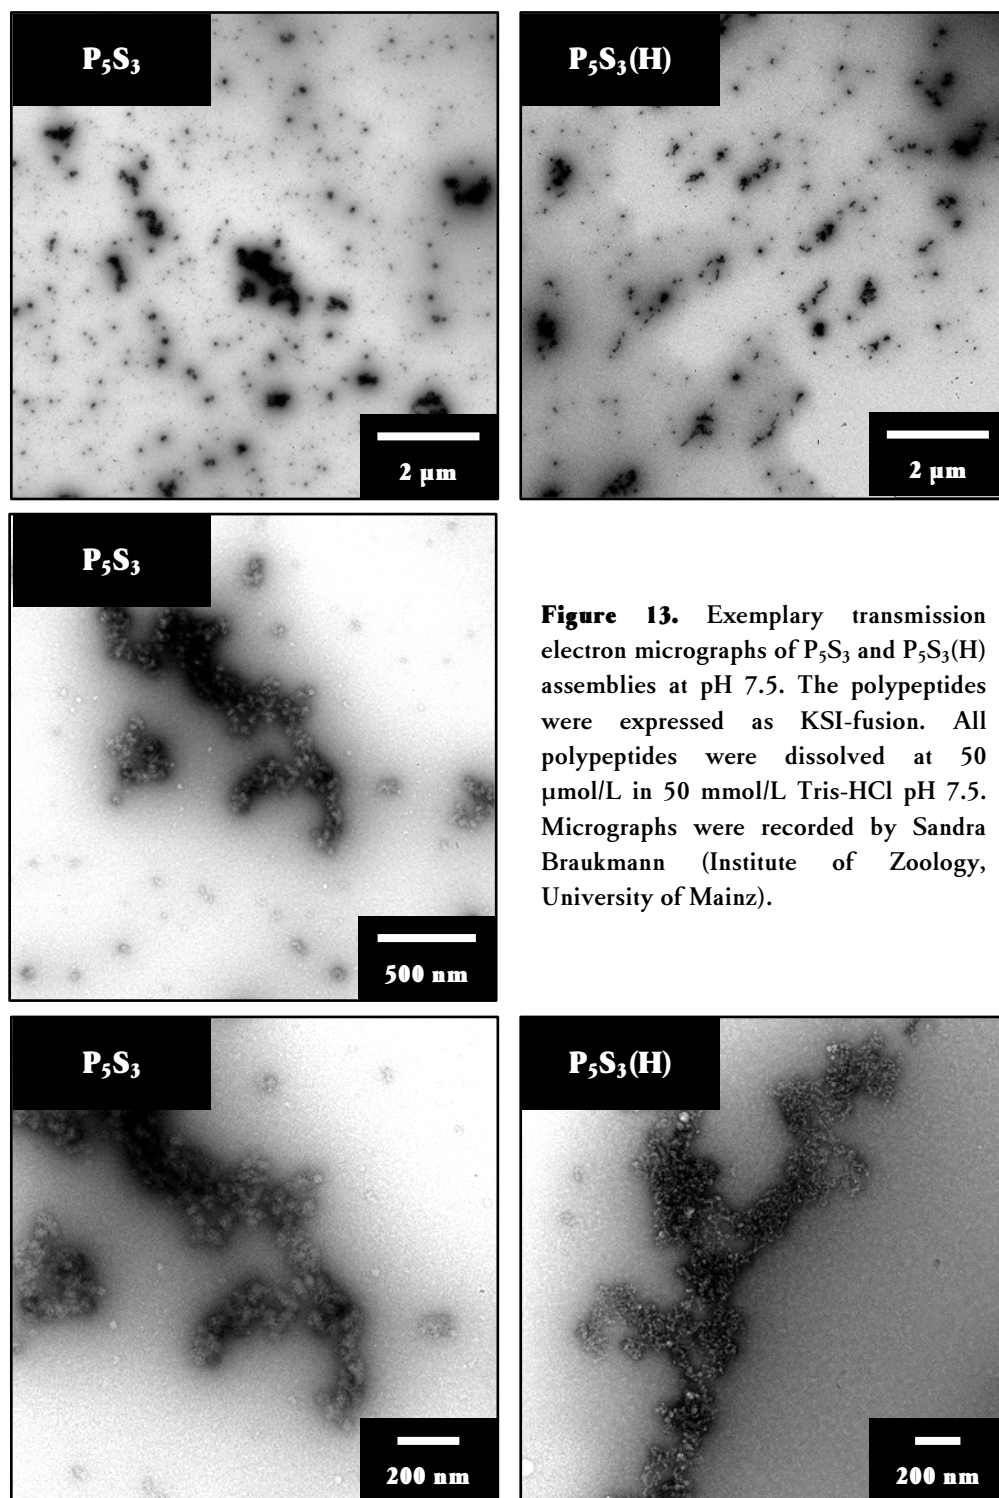 P₅S₃
P₅S₃(H)
2 µm
2 µm
P₅S₃
500 nm
Figure 13. Exemplary transmission
electron micrographs of P₅S₃ and P₅S₃(H)
assemblies at pH 7.5. The polypeptides
were expressed as KSI-fusion. All
polypeptides were dissolved at 50
µmol/L in 50 mmol/L Tris-HCl pH 7.5.
Micrographs were recorded by Sandra
Braukmann (Institute of Zoology,
University of Mainz).
P₅S₃
P₅S₃(H)
200 nm
200 nm